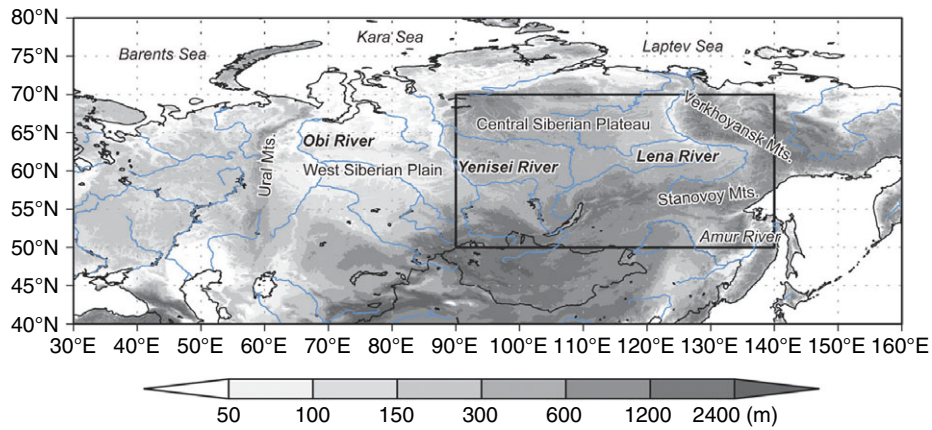 80°N
75°N
70°N
65°N
60°N
55°N
50°N
45°N
40°N
Barents Sea
Kara Sea
Laptev Sea
Verkhoyansk Mts.
Central Siberian Plateau
Obi River
Ural Mts.
West Siberian Plain
Yenisei River
Lena River
Stanovoy Mts.
Amur River
30°E 40°E 50°E 60°E 70°E 80°E 90°E 100°E 110°E 120°E 130°E 140°E 150°E 160°E
50 100 150 300 600 1200 2400 (m)